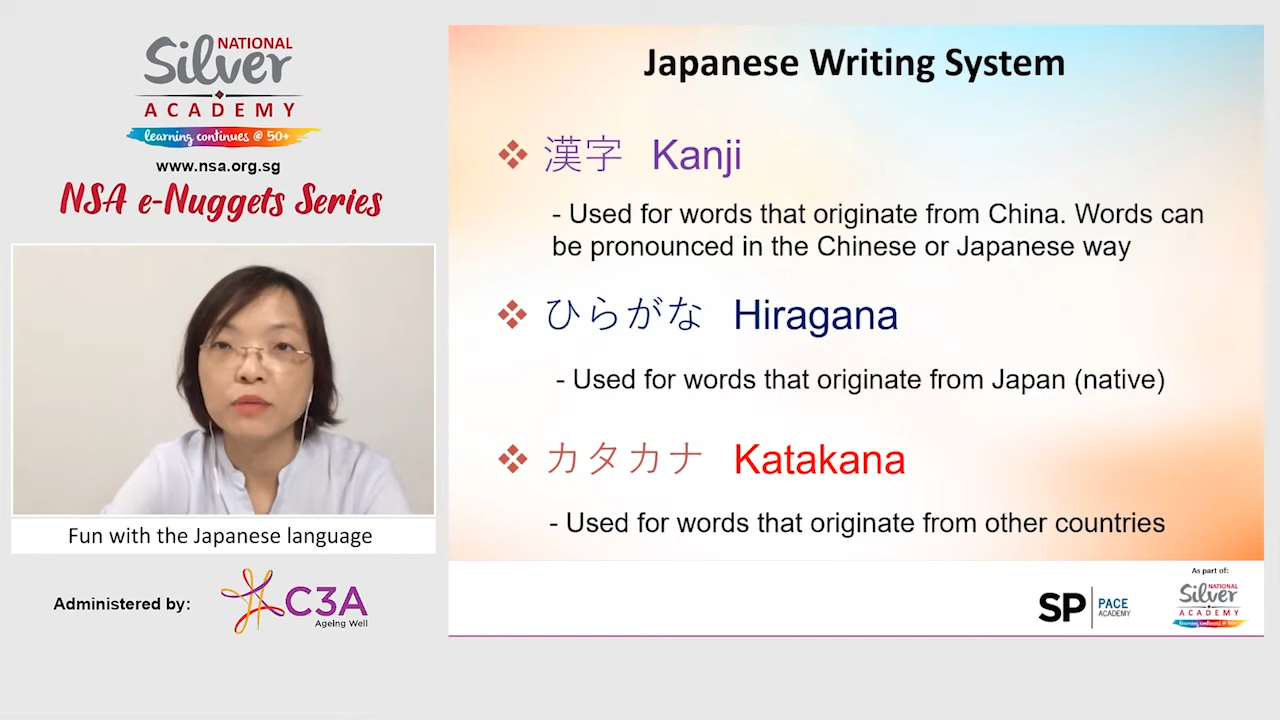 NATIONAL
Silver
ACADEMY
learning continues @ 50+
www.nsa.org.sg
NSA e-Nuggets Series
Fun with the Japanese language
Administered by:
C3A
Ageing Well
Japanese Writing System
❖ 漢字 Kanji
- Used for words that originate from China. Words can
be pronounced in the Chinese or Japanese way
❖ ひらがな Hiragana
- Used for words that originate from Japan (native)
❖ カタカナ Katakana
- Used for words that originate from other countries
SP
PACE
ACADEMY
As part of:
NATIONAL
Silver
ACADEMY
learning continues @ 50+